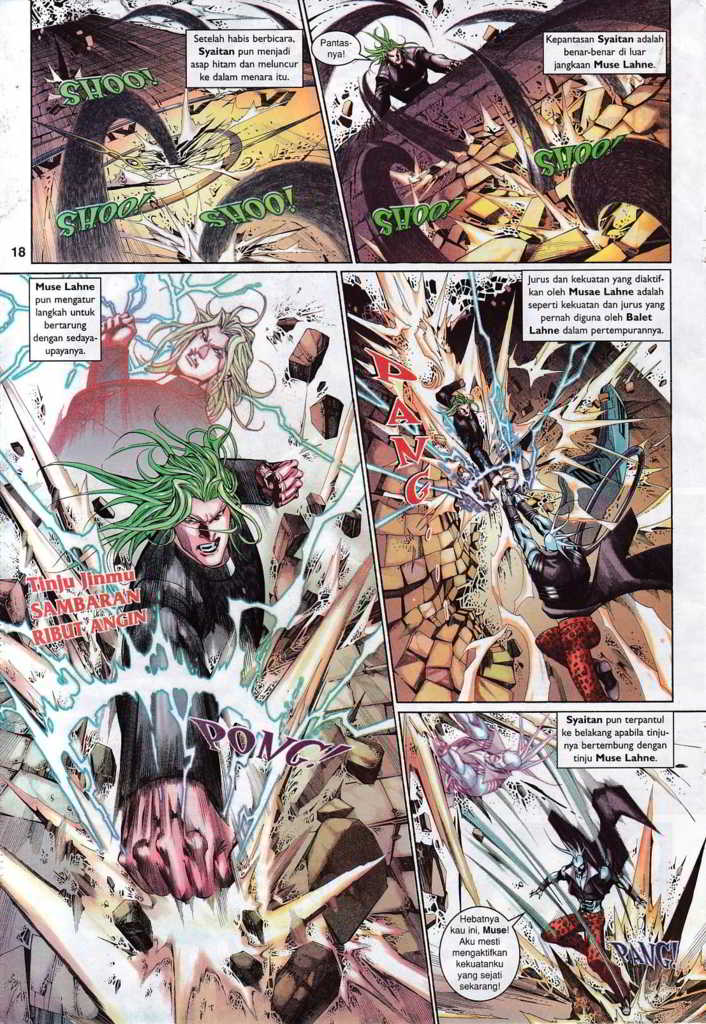 Setelah habis berbicara,
Syaitan pun menjadi
asap hitam dan meluncur
ke dalam menara itu.
SHOO!
SHOO!
SHOO!
Pantas-
nya!
Kepantasan Syaitan adalah
benar-benar di luar
jangkaan Muse Lahne.
SHOO!
SHOO!
18
Muse Lahne
pun mengatur
langkah untuk
bertarung
dengan sedaya-
upayanya.
Tinju Jinmu
SAMBARAN
RIBUT ANGIN
PONG!
Jurus dan kekuatan yang diaktif-
kan oleh Musae Lahne adalah
seperti kekuatan dan jurus yang
pernah diguna oleh Balet
Lahne dalam pertempurannya.
PANG
Syaitan pun terpantul
ke belakang apabila tinju-
nya bertembung dengan
tinju Muse Lahne.
Hebatnya
kau ini, Muse!
Aku mesti
mengaktifkan
kekuatanku
yang sejati
sekarang!
PANG!